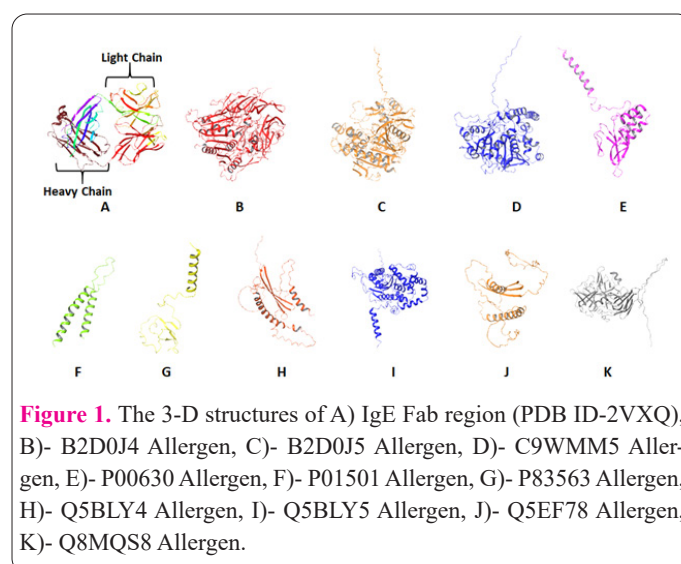 Light Chain
Heavy Chain
A
B
C
D
E
F
G
H
I
J
K
Figure 1. The 3-D structures of A) IgE Fab region (PDB ID-2VXQ),
B)- B2D0J4 Allergen, C)- B2D0J5 Allergen, D)- C9WMM5 Aller-
gen, E)- P00630 Allergen, F)- P01501 Allergen, G)- P83563 Allergen,
H)- Q5BLY4 Allergen, I)- Q5BLY5 Allergen, J)- Q5EF78 Allergen,
K)- Q8MQS8 Allergen.